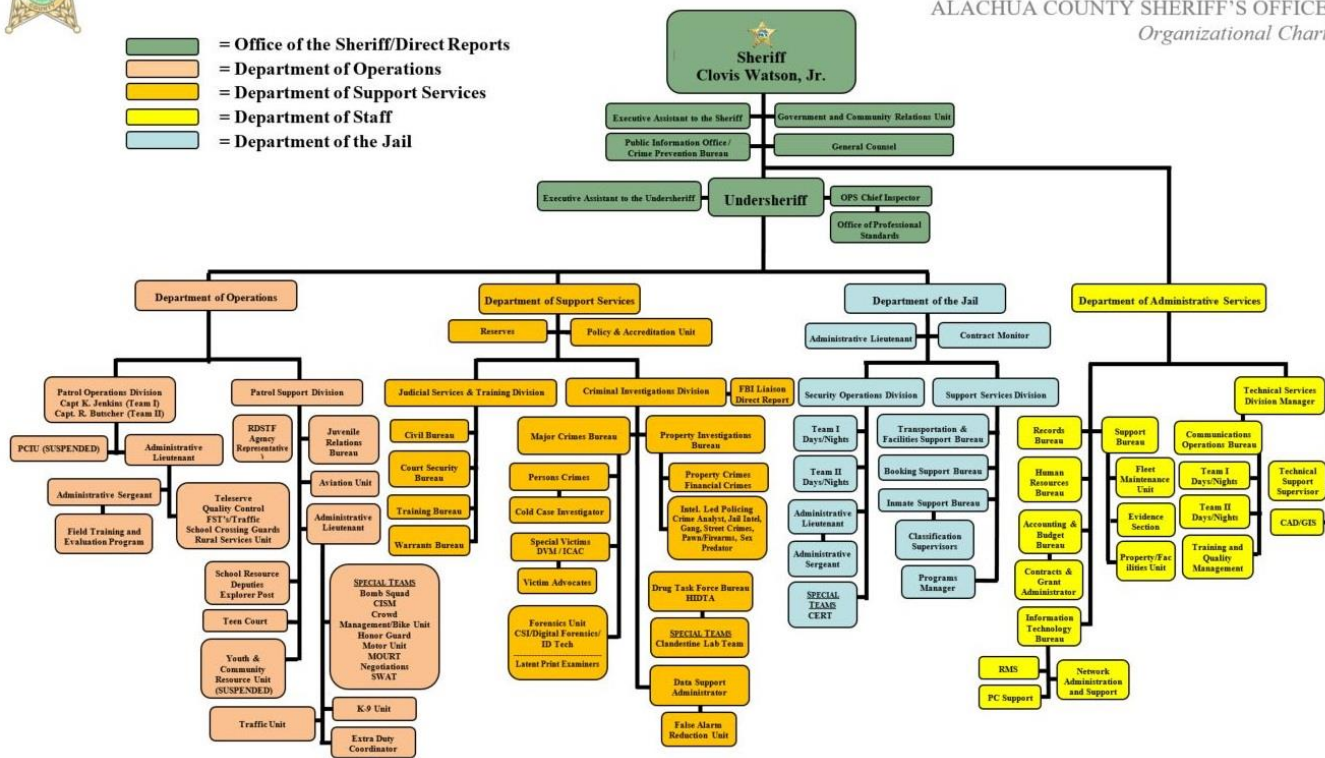 ALACHUA COUNTY SHERIFF'S OFFICE
Organizational Chart
= Office of the Sheriff/Direct Reports
= Department of Operations
= Department of Support Services
= Department of Staff
= Department of the Jail
Sheriff
Clovis Watson, Jr.
Executive Assistant to the Sheriff
Government and Community Relations Unit
Public Information Office /
Crime Prevention Bureau
General Counsel
Executive Assistant to the Undersheriff
Undersheriff
OPS Chief Inspector
Office of Professional
Standards
Department of Operations
Department of Support Services
Department of the Jail
Department of Administrative Services
Reserves
Policy & Accreditation Unit
Administrative Lieutenant
Contract Monitor
Patrol Operations Division
Capt K. Jenkins (Team I)
Capt. R. Butscher (Team II)
Patrol Support Division
PCIU (SUSPENDED)
Administrative
Lieutenant
Administrative Sergeant
Field Training and
Evaluation Program
Teleserve
Quality Control
FST's/Traffic
School Crossing Guards
Rural Services Unit
RDSTF
Agency
Representative
)
Juvenile
Relations
Bureau
Aviation Unit
Administrative
Lieutenant
School Resource
Deputies
Explorer Post
Teen Court
Youth &
Community
Resource Unit
(SUSPENDED)
Traffic Unit
SPECIAL TEAMS
Bomb Squad
CISM
Crowd
Management/Bike Unit
Honor Guard
Motor Unit
MOURT
Negotiations
SWAT
K-9 Unit
Extra Duty
Coordinator
Judicial Services & Training Division
Civil Bureau
Court Security
Bureau
Training Bureau
Warrants Bureau
Criminal Investigations Division
FBI Liaison
Direct Report
Major Crimes Bureau
Persons Crimes
Cold Case Investigator
Special Victims
DVM / ICAC
Victim Advocates
Forensics Unit
CSI/Digital Forensics/
ID Tech
Latent Print Examiners
Property Investigations
Bureau
Property Crimes
Financial Crimes
Intel. Led Policing
Crime Analyst, Jail Intel,
Gang, Street Crimes,
Pawn/Firearms, Sex
Predator
Drug Task Force Bureau
HIDTA
SPECIAL TEAMS
Clandestine Lab Team
Data Support
Administrator
False Alarm
Reduction Unit
Security Operations Division
Team I
Days/Nights
Team II
Days/Nights
Administrative
Lieutenant
Administrative
Sergeant
SPECIAL
TEAMS
CERT
Support Services Division
Transportation &
Facilities Support Bureau
Booking Support Bureau
Inmate Support Bureau
Classification
Supervisors
Programs
Manager
Records
Bureau
Human
Resources
Bureau
Accounting &
Budget
Bureau
Contracts &
Grant
Administrator
Information
Technology
Bureau
RMS
PC Support
Network
Administration
and Support
Support
Bureau
Fleet
Maintenance
Unit
Evidence
Section
Property/Fac
ilities Unit
Technical Services
Division Manager
Communications
Operations Bureau
Team I
Days/Nights
Team II
Days/Nights
Training and
Quality
Management
Technical
Support
Supervisor
CAD/GIS